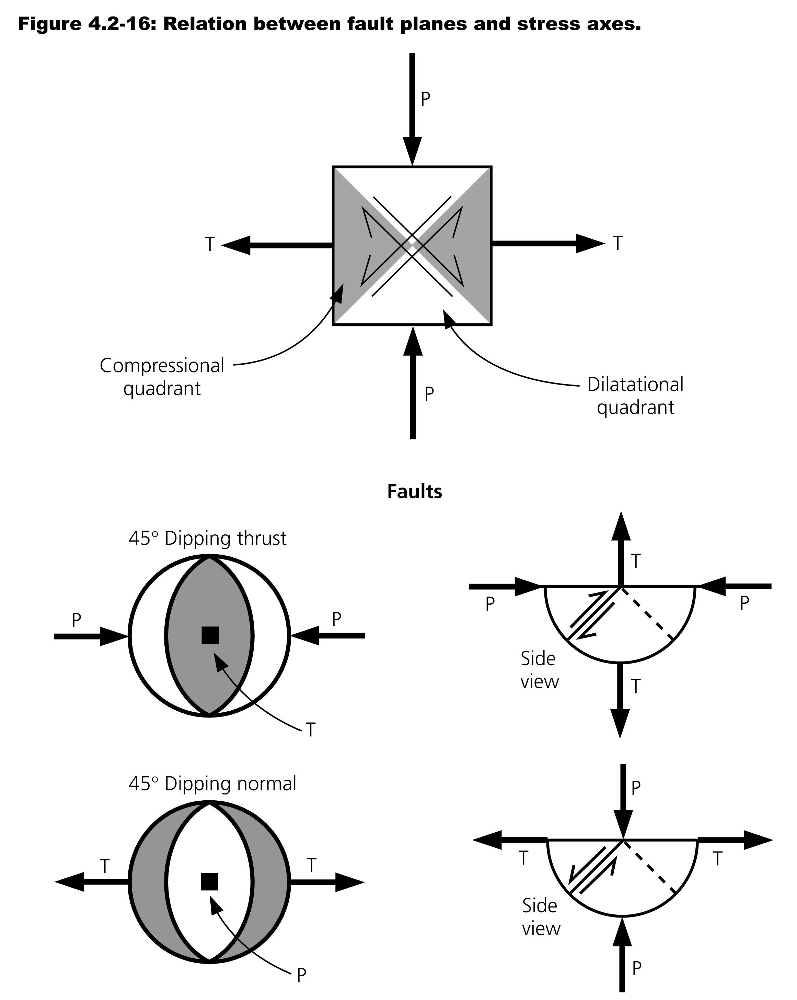 Figure 4.2-16: Relation between fault planes and stress axes.
P
T
T
Compressional
quadrant
Dilatational
quadrant
P
Faults
45° Dipping thrust
T
P
P
P
P
Side
view
T
T
45° Dipping normal
P
T
T
T
T
Side
view
P
P